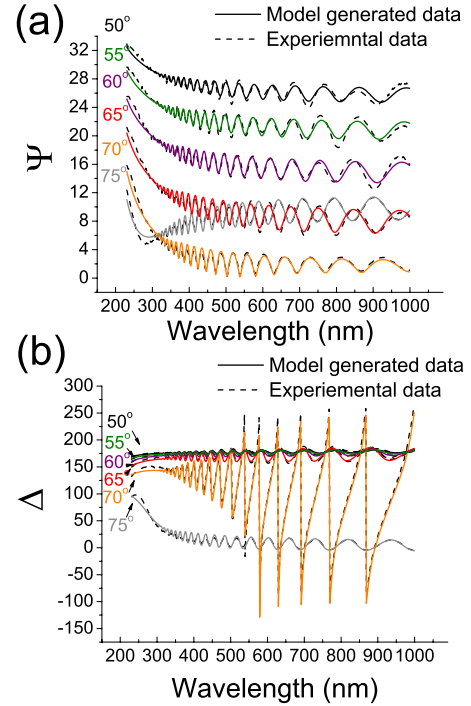 (a)
Model generated data
Experiemntal data
50°
55°
60°
65°
70°
75°
Ψ
32
28
24
20
16
12
8
4
0
200 300 400 500 600 700 800 900 1000
Wavelength (nm)
(b)
Model generated data
Experiemental data
50°
55°
60°
65°
70°
75°
Δ
300
250
200
150
100
50
0
-50
-100
-150
200 300 400 500 600 700 800 900 1000
Wavelength (nm)